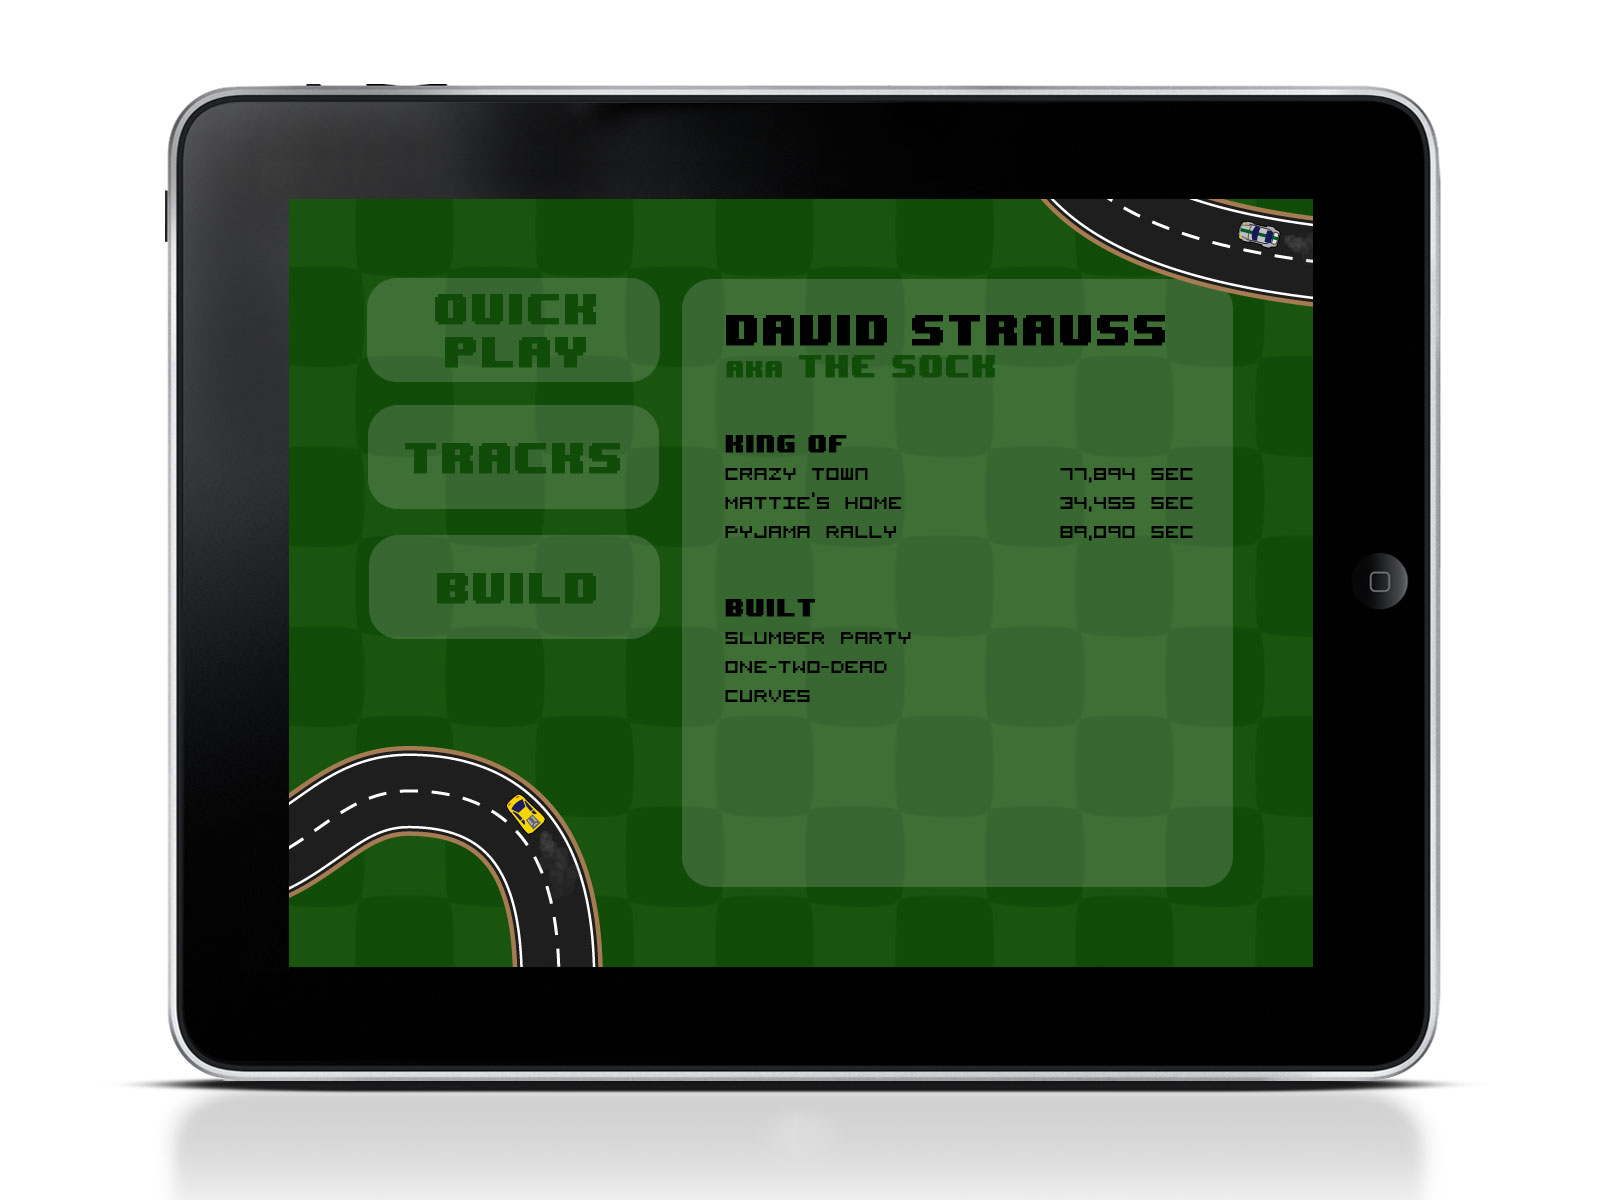 QUICK
PLAY
TRACKS
BUILD
DAVID STRAUSS
AKA THE SOCK
KING OF
CRAZY TOWN 77,894 SEC
MATTIE'S HOME 34,455 SEC
PYJAMA RALLY 89,090 SEC
BUILT
SLUMBER PARTY
ONE-TWO-DEAD
CURVES